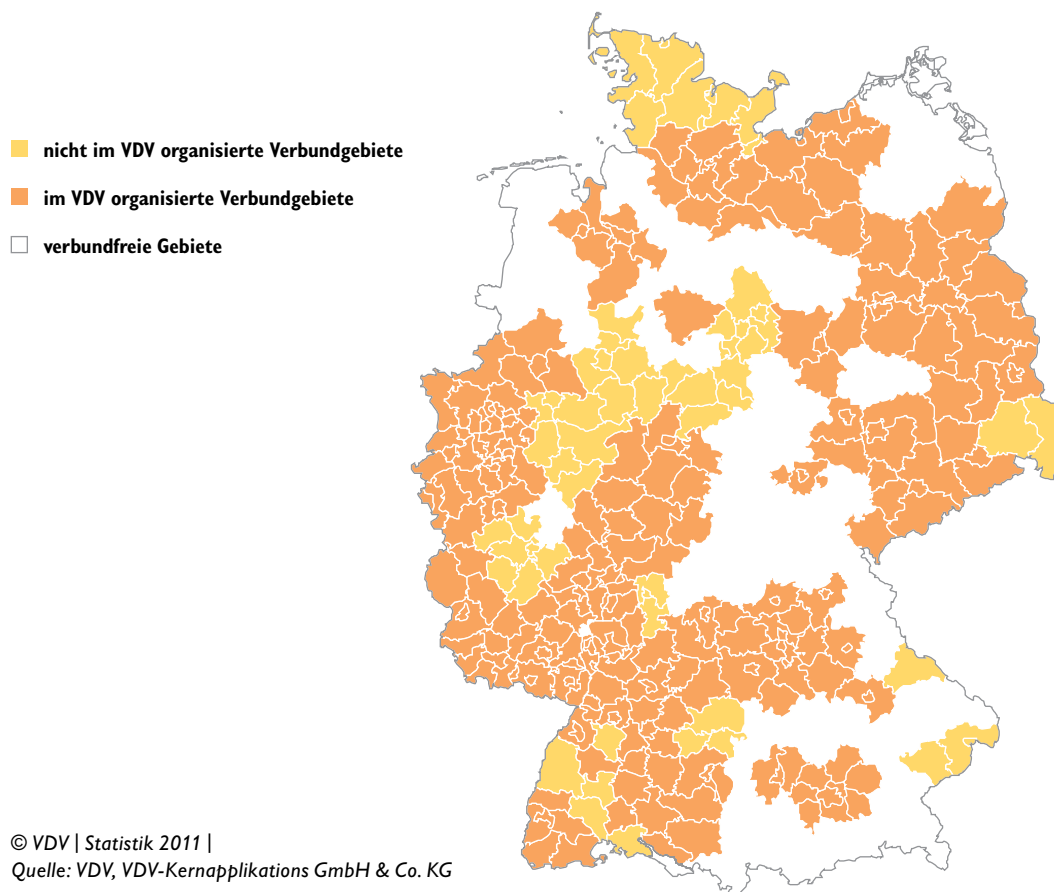 nicht im VDV organisierte Verbundgebiete
im VDV organisierte Verbundgebiete
verbundfreie Gebiete
© VDV | Statistik 2011 |
Quelle: VDV, VDV-Kernapplikations GmbH & Co. KG